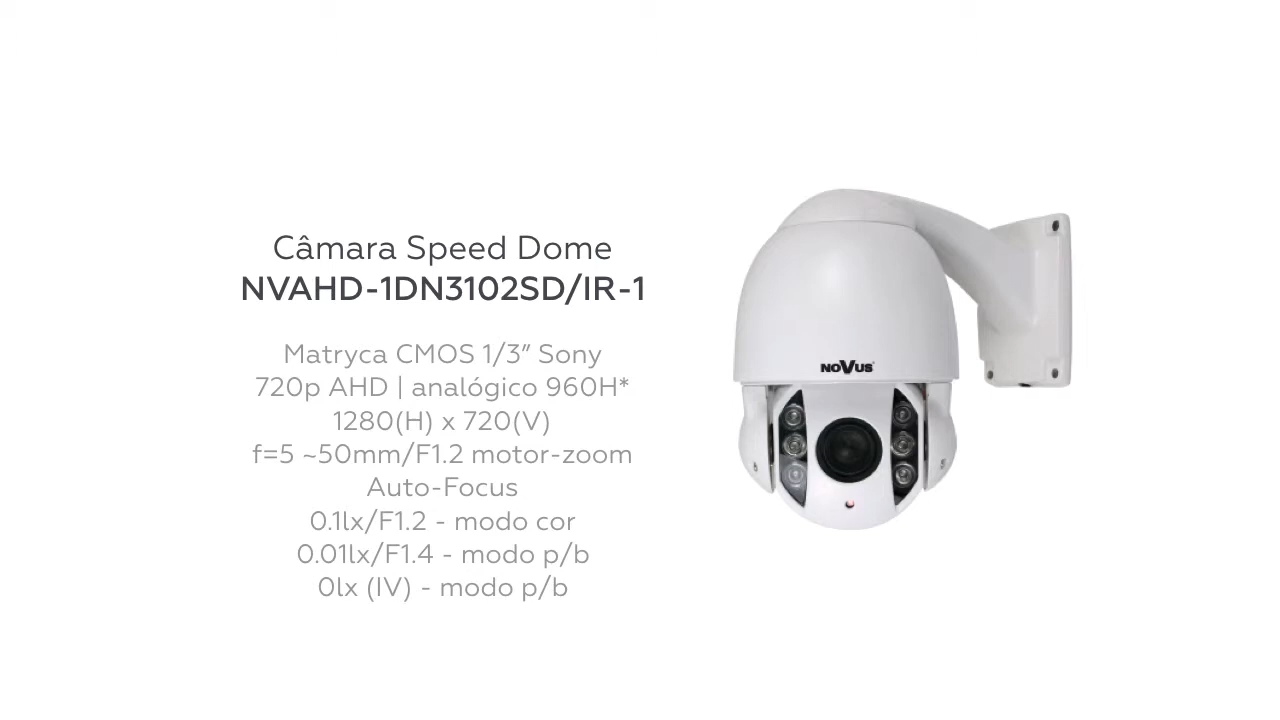 Câmara Speed Dome
NVAHD-1DN3102SD/IR-1
Matryca CMOS 1/3” Sony
720p AHD | analógico 960H*
1280(H) x 720(V)
f=5 ~50mm/F1.2 motor-zoom
Auto-Focus
0.1lx/F1.2 - modo cor
0.01lx/F1.4 - modo p/b
0lx (IV) - modo p/b
NOVUS